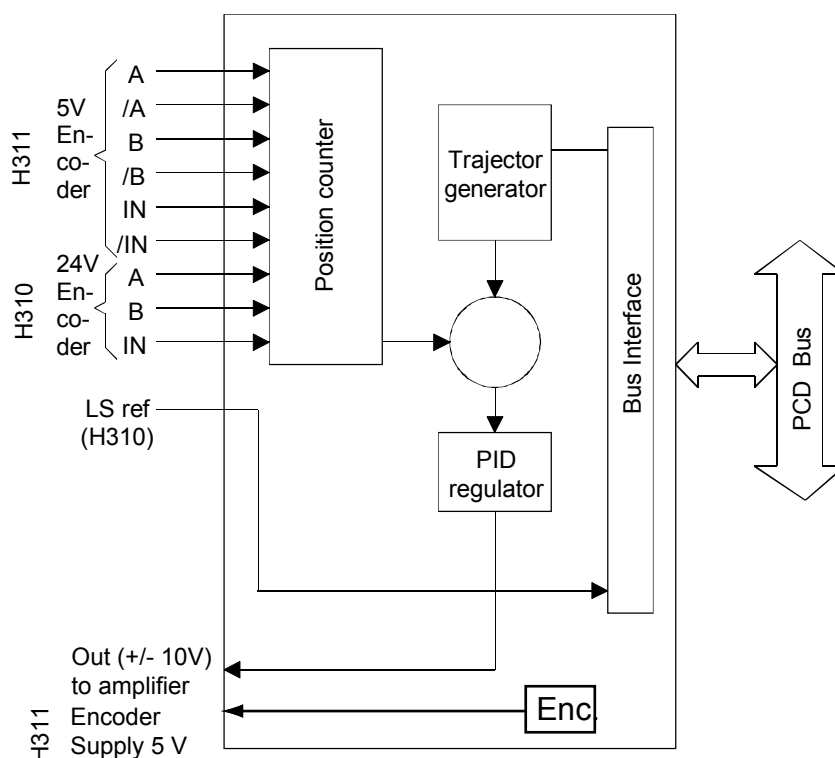 H311
5V
En-
co-
der
A
/A
B
/B
IN
/IN
H310
24V
En-
co-
der
A
B
IN
LS ref
(H310)
Position counter
Trajector
generator
PID
regulator
Bus Interface
PCD Bus
Out (+/- 10V)
to amplifier
H311
Encoder
Supply 5 V
Enc.